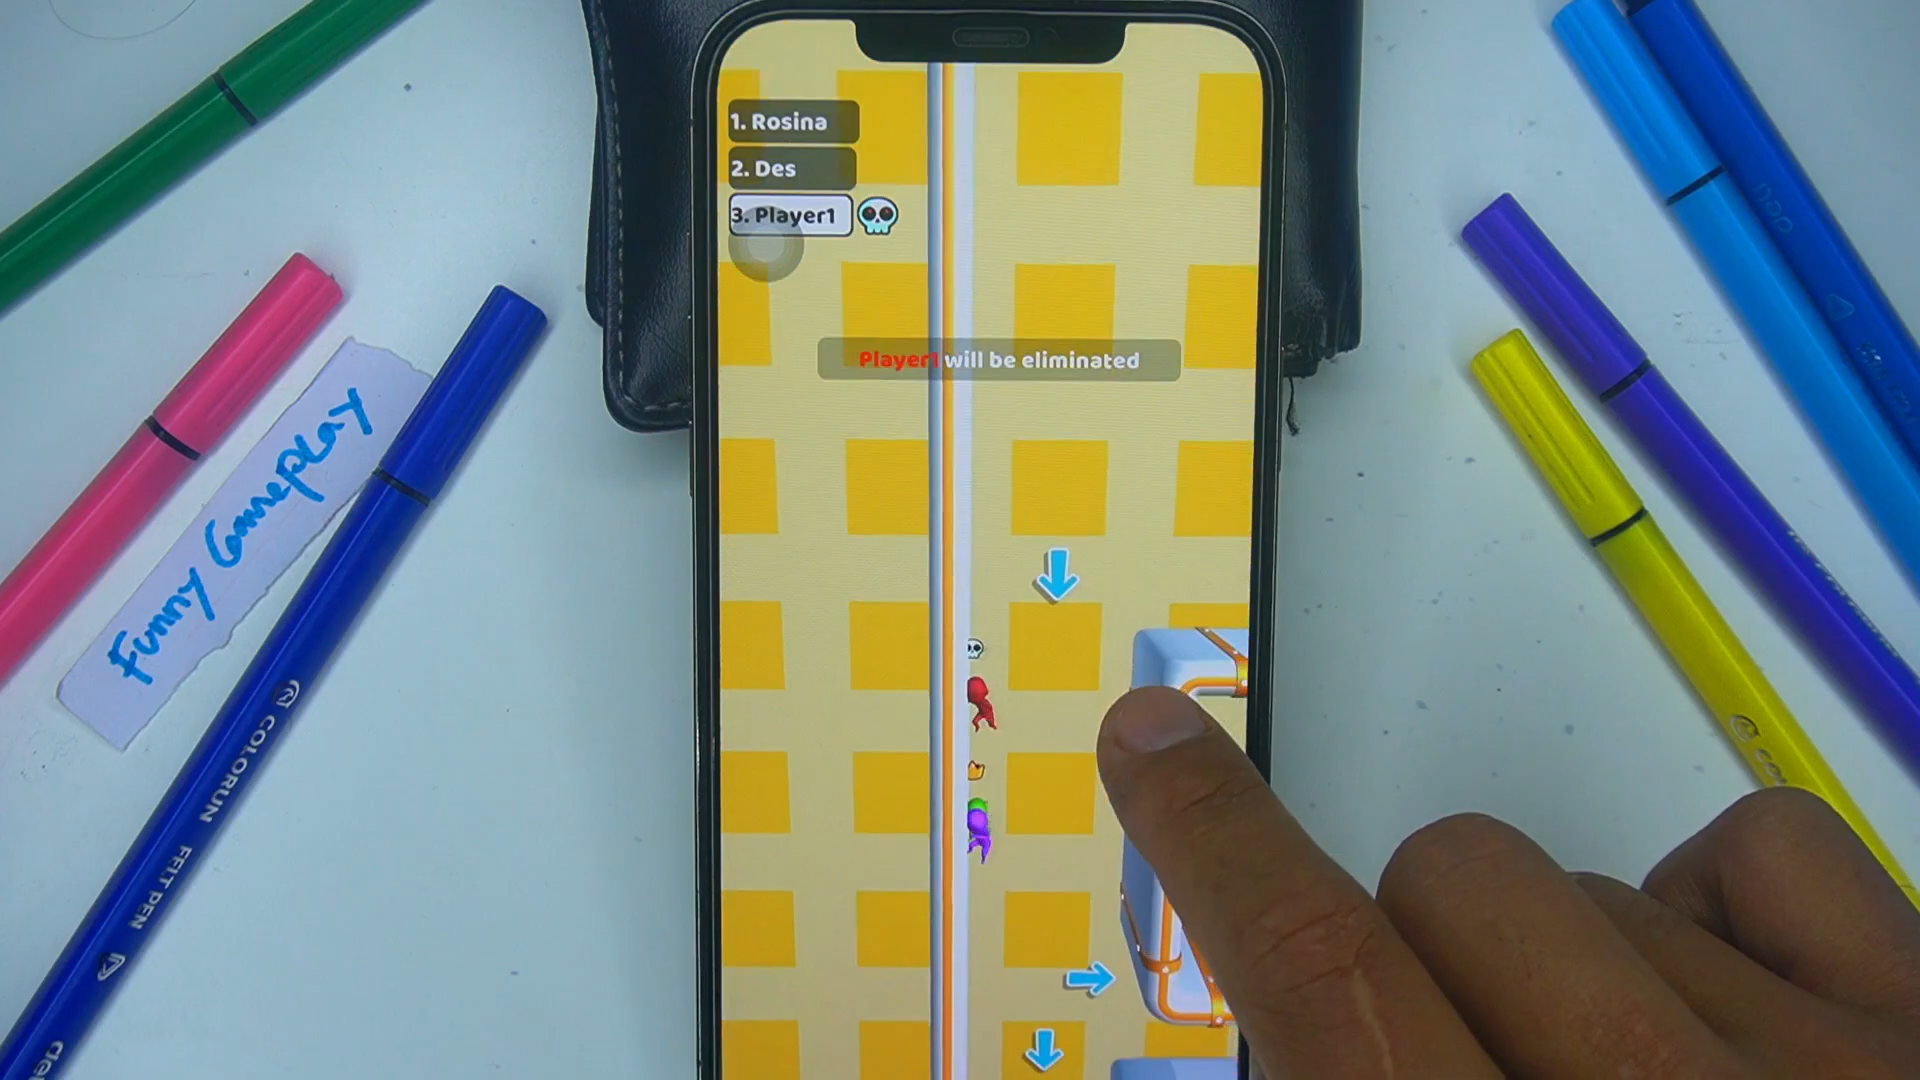 1. Rosina
2. Des
3. Player1
Player1 will be eliminated
Funny Gameplay
COLORUN
FELT PEN